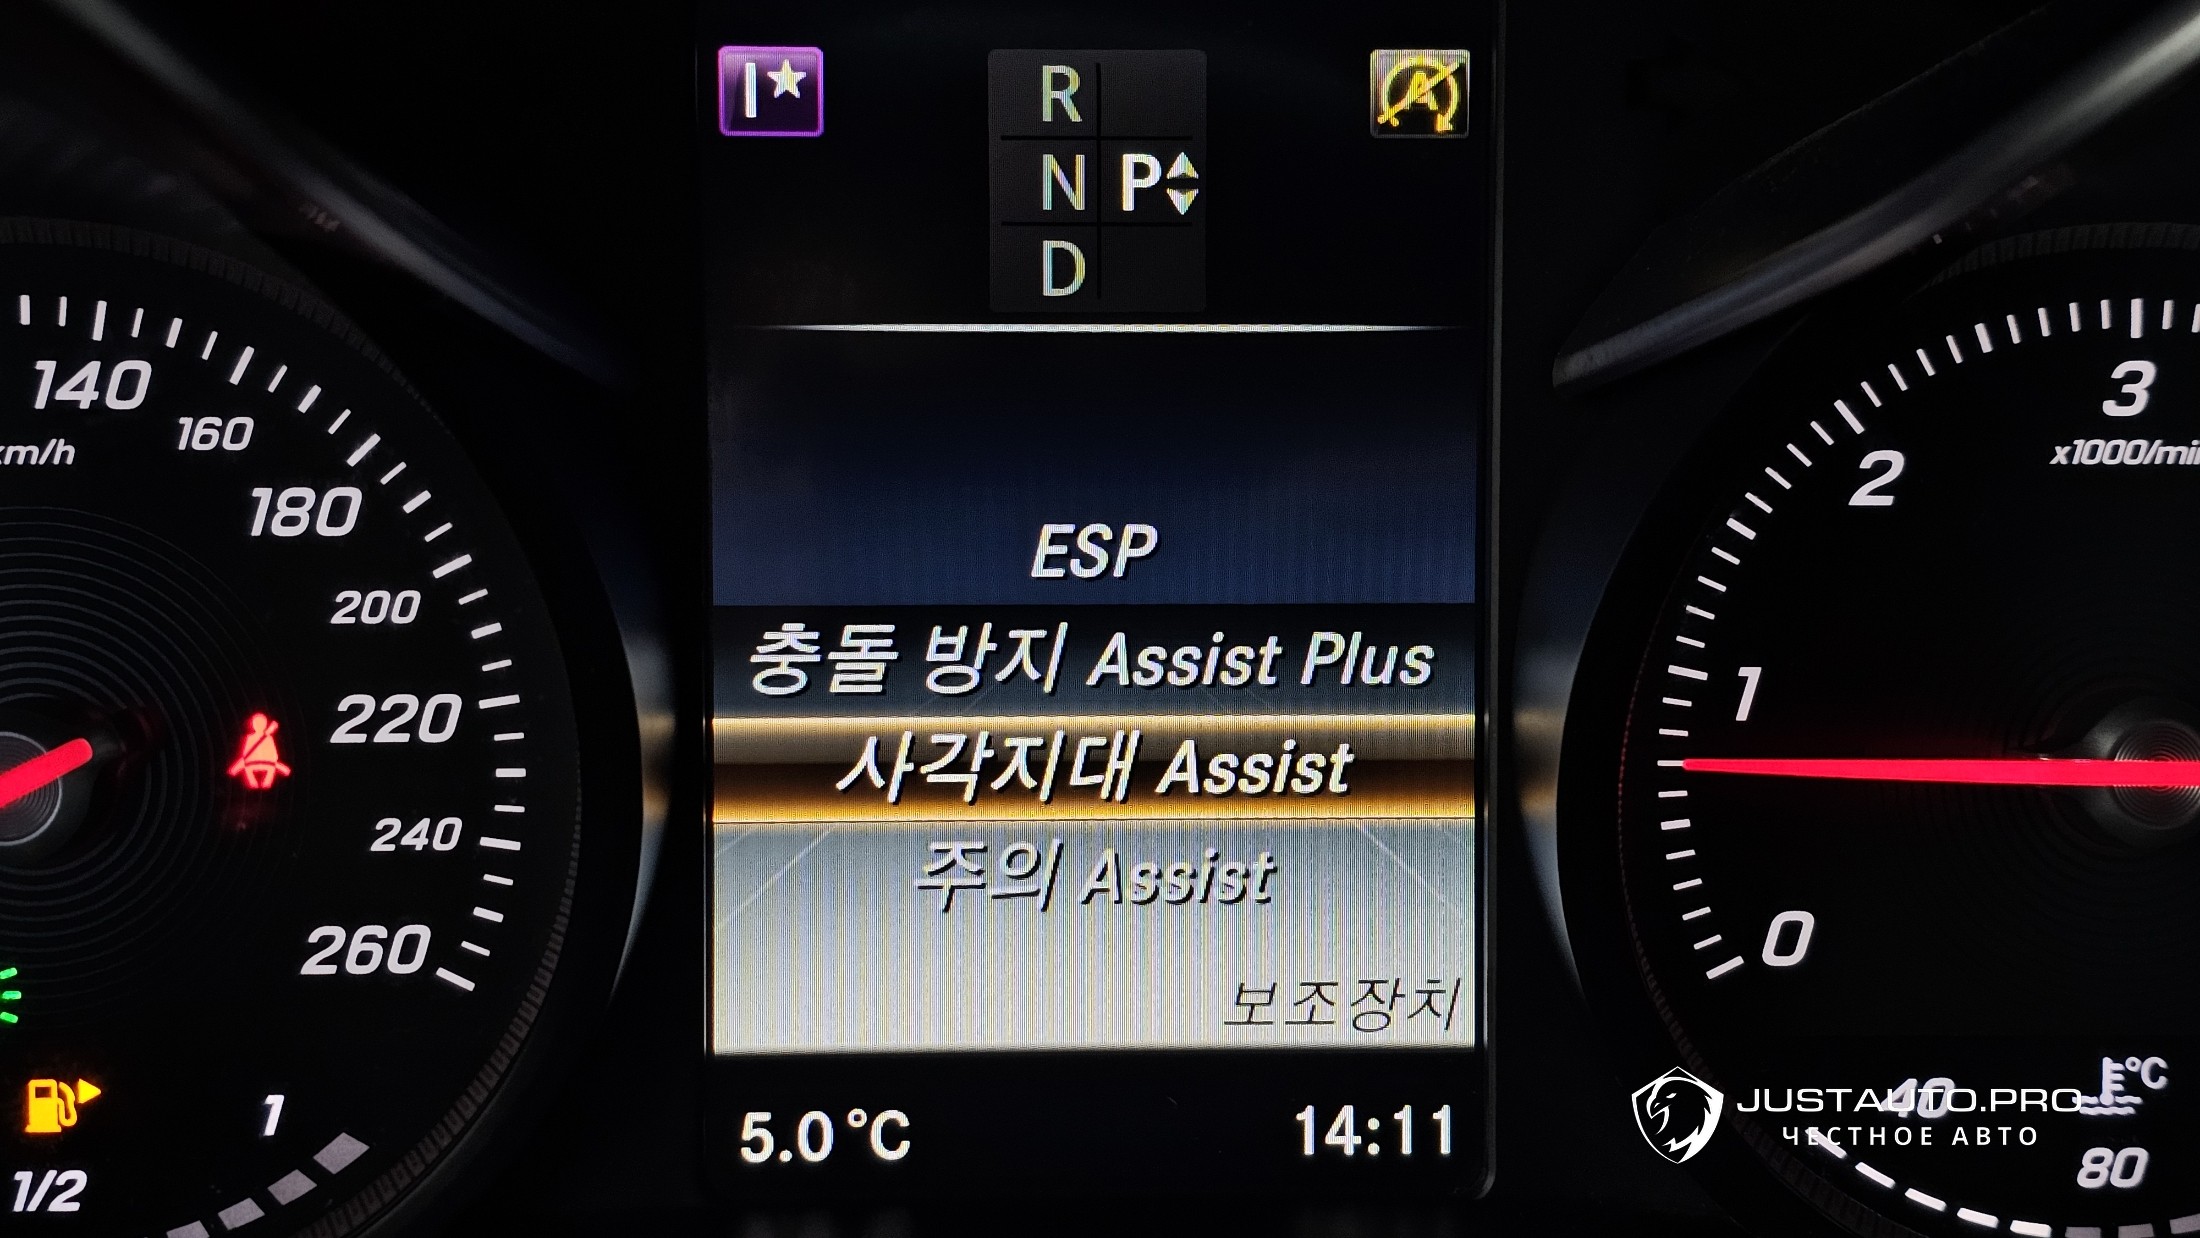 R
N P
D
140
160
km/h
180
200
220
240
260
1
1/2
A
ESP
충돌 방지 Assist Plus
사각지대 Assist
주의 Assist
보조장치
5.0°C
14:11
3
x1000/min
2
1
0
°C
40
80
JUSTAUTO.PRO
ЧЕСТНОЕ АВТО